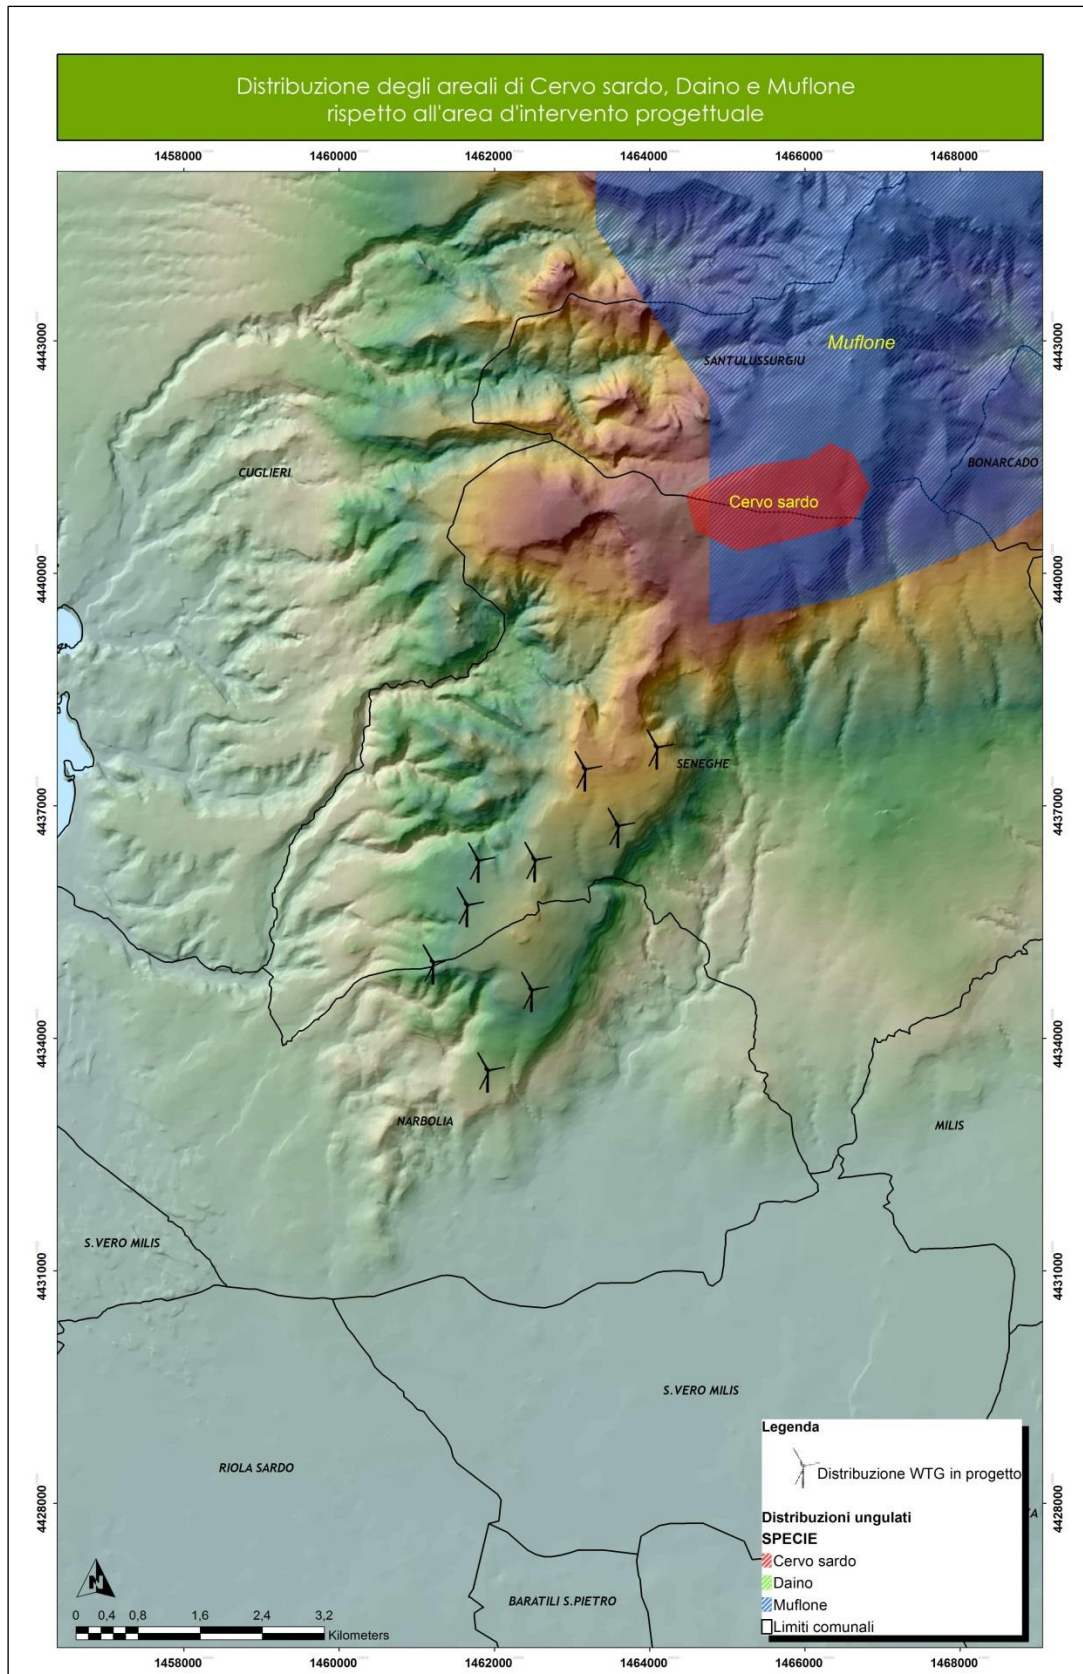 Distribuzione degli areali di Cervo sardo, Daino e Muflone
rispetto all'area d'intervento progettuale
1458000 1460000 1462000 1464000 1466000 1468000
4443000 4443000
Muflone
SANTULUSSURGIU
CUGLIERI
BONARCADO
Cervo sardo
4440000 4440000
SENEGHE
4437000 4437000
4434000 4434000
NARBOLIA
MILIS
S.VERO MILIS
4431000 4431000
S.VERO MILIS
RIOLA SARDO
4428000 4428000
BARATILI S.PIETRO
Legenda
Distribuzione WTG in progetto
Distribuzioni ungulati
SPECIE
Cervo sardo
Daino
Muflone
Limiti comunali
N
0 0,4 0,8 1,6 2,4 3,2
Kilometers
1458000 1460000 1462000 1464000 1466000 1468000